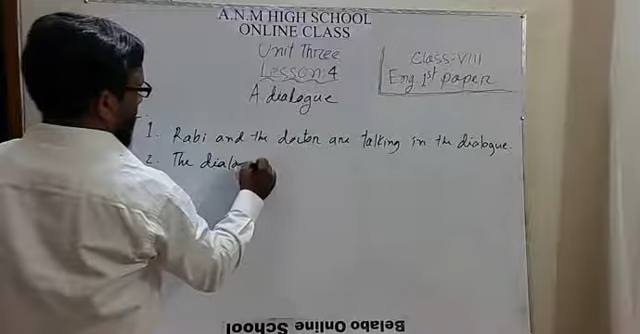 A.N.M HIGH SCHOOL
ONLINE CLASS
Unit Three
Lesson: 4
A dialogue
Class-VIII
Eng. 1st paper
1. Rabi and the doctor are talking in the dialogue.
2. The dialo
Belabo Online School